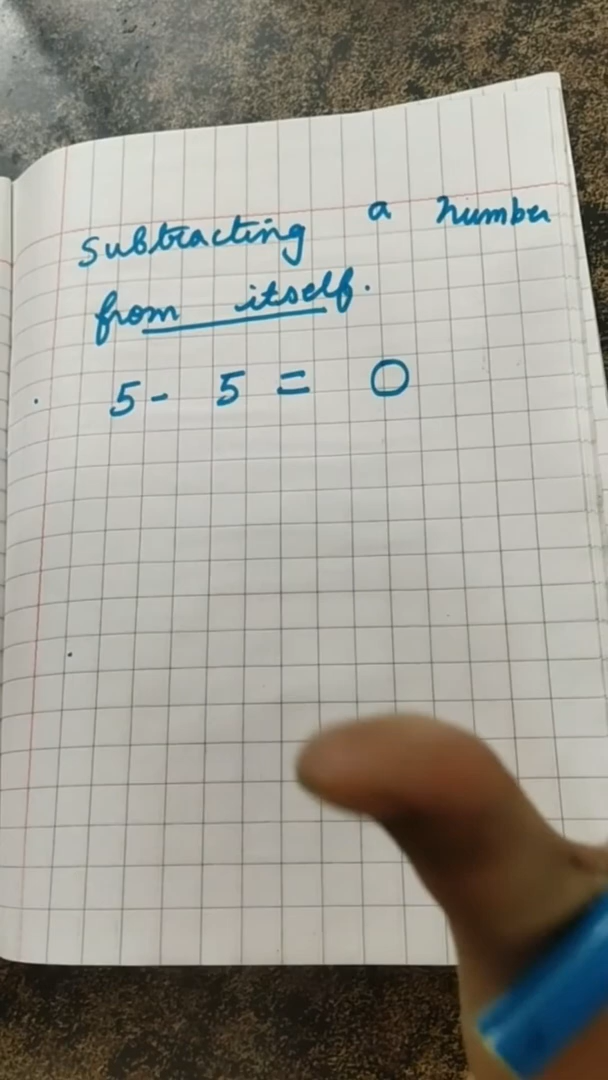 Subtracting a number
from itself.
5 - 5 = 0